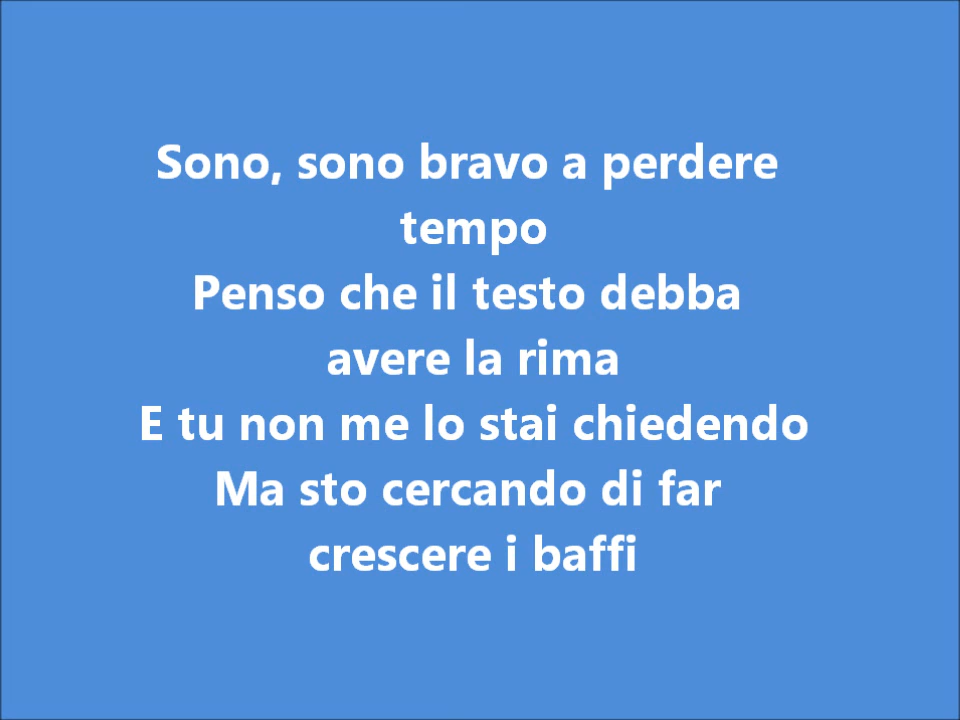 Sono, sono bravo a perdere
tempo
Penso che il testo debba
avere la rima
E tu non me lo stai chiedendo
Ma sto cercando di far
crescere i baffi